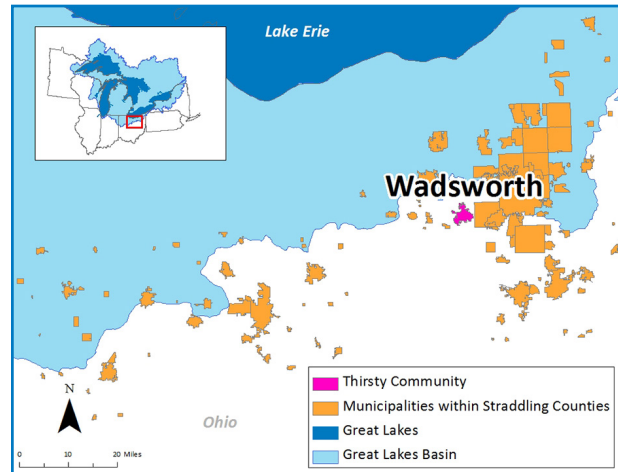 Lake Erie
Wadsworth
Thirsty Community
Municipalities within Straddling Counties
Great Lakes
Great Lakes Basin
N
Ohio
0 5 10 20 Miles